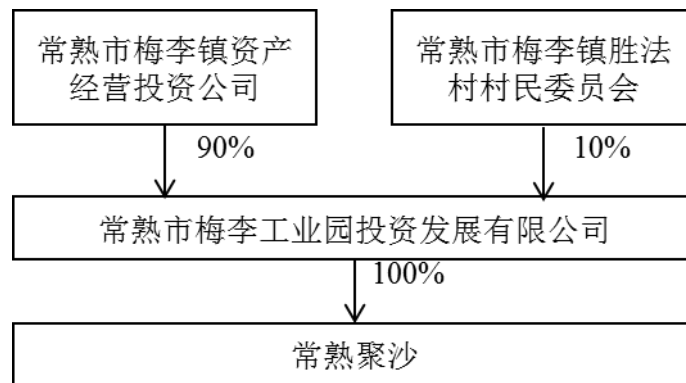 常熟市梅李镇资产
经营投资公司
常熟市梅李镇胜法
村村民委员会
90%
10%
常熟市梅李工业园投资发展有限公司
100%
常熟聚沙